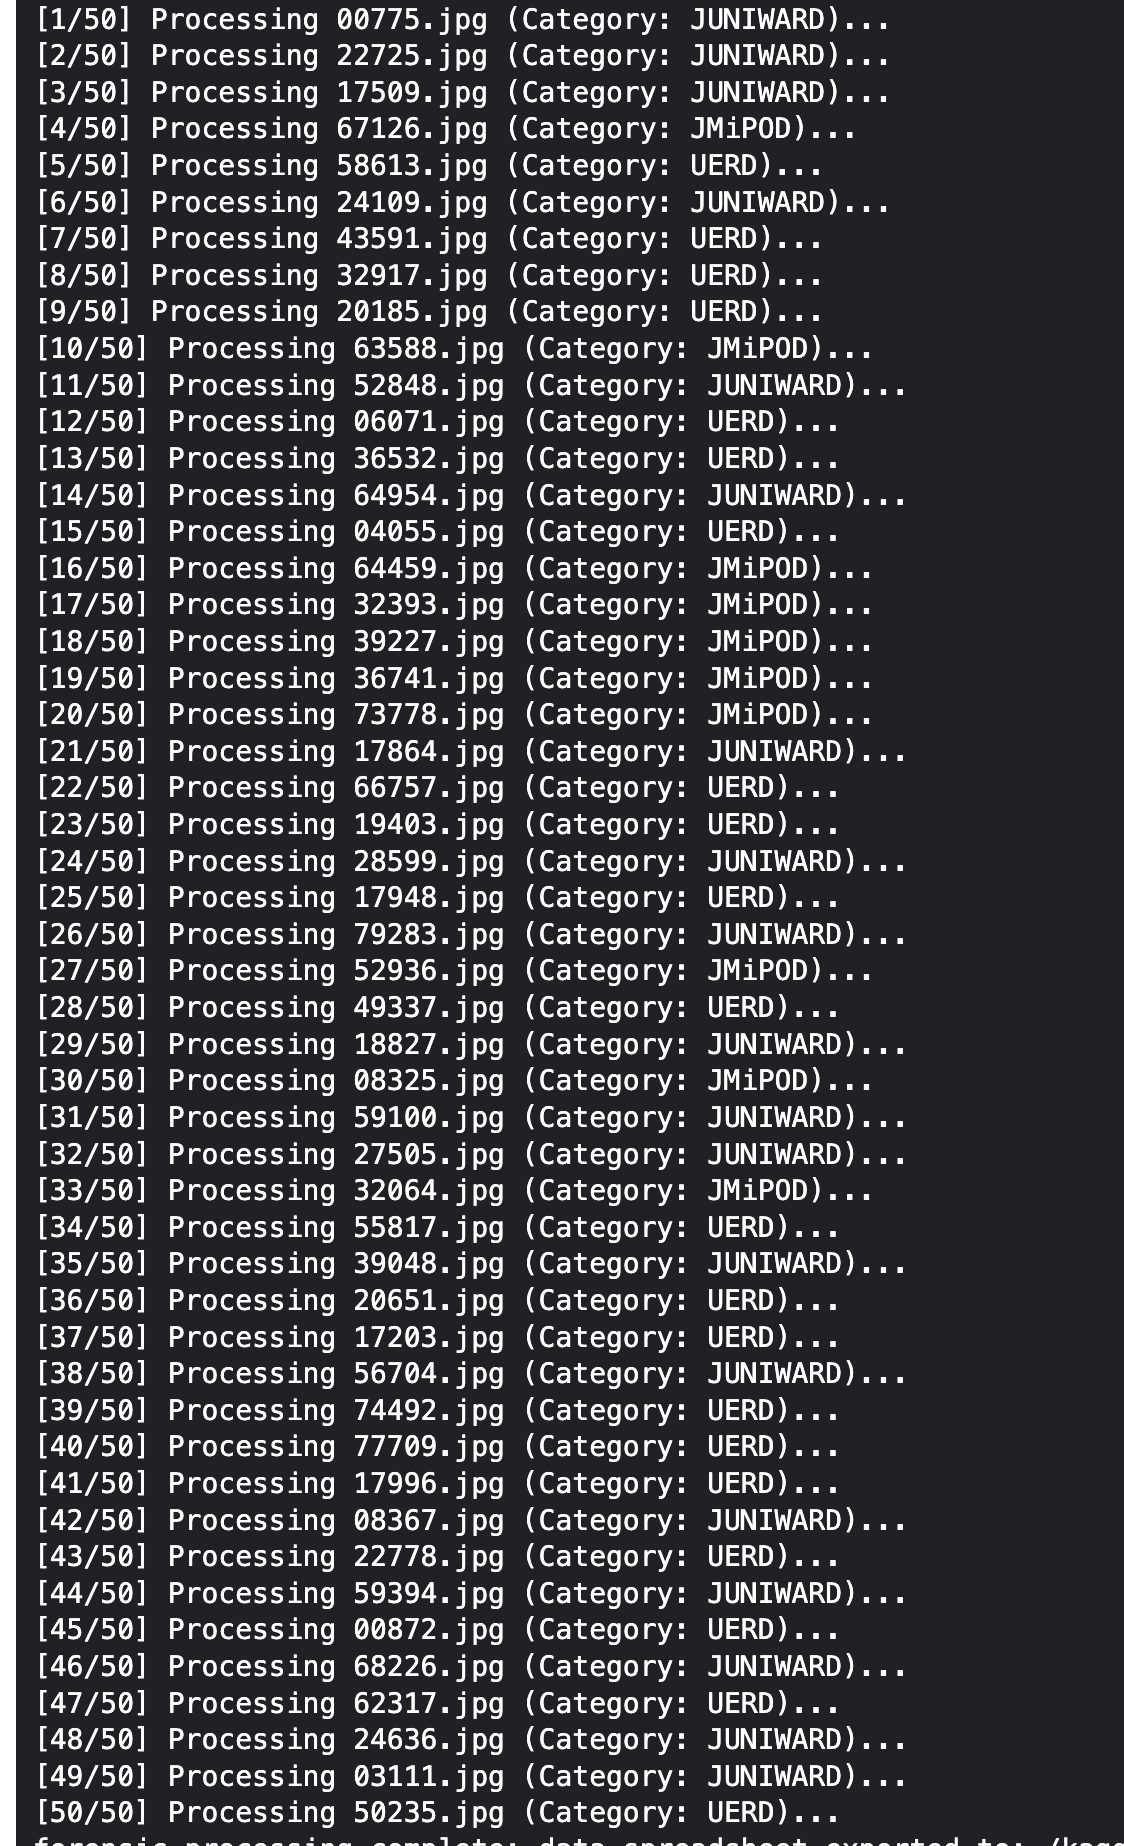 [1/50] Processing 00775.jpg (Category: JUNIWARD)...
[2/50] Processing 22725.jpg (Category: JUNIWARD)...
[3/50] Processing 17509.jpg (Category: JUNIWARD)...
[4/50] Processing 67126.jpg (Category: JMiPOD)...
[5/50] Processing 58613.jpg (Category: UERD)...
[6/50] Processing 24109.jpg (Category: JUNIWARD)...
[7/50] Processing 43591.jpg (Category: UERD)...
[8/50] Processing 32917.jpg (Category: UERD)...
[9/50] Processing 20185.jpg (Category: UERD)...
[10/50] Processing 63588.jpg (Category: JMiPOD)...
[11/50] Processing 52848.jpg (Category: JUNIWARD)...
[12/50] Processing 06071.jpg (Category: UERD)...
[13/50] Processing 36532.jpg (Category: UERD)...
[14/50] Processing 64954.jpg (Category: JUNIWARD)...
[15/50] Processing 04055.jpg (Category: UERD)...
[16/50] Processing 64459.jpg (Category: JMiPOD)...
[17/50] Processing 32393.jpg (Category: JMiPOD)...
[18/50] Processing 39227.jpg (Category: JMiPOD)...
[19/50] Processing 36741.jpg (Category: JMiPOD)...
[20/50] Processing 73778.jpg (Category: JMiPOD)...
[21/50] Processing 17864.jpg (Category: JUNIWARD)...
[22/50] Processing 66757.jpg (Category: UERD)...
[23/50] Processing 19403.jpg (Category: UERD)...
[24/50] Processing 28599.jpg (Category: JUNIWARD)...
[25/50] Processing 17948.jpg (Category: UERD)...
[26/50] Processing 79283.jpg (Category: JUNIWARD)...
[27/50] Processing 52936.jpg (Category: JMiPOD)...
[28/50] Processing 49337.jpg (Category: UERD)...
[29/50] Processing 18827.jpg (Category: JUNIWARD)...
[30/50] Processing 08325.jpg (Category: JMiPOD)...
[31/50] Processing 59100.jpg (Category: JUNIWARD)...
[32/50] Processing 27505.jpg (Category: JUNIWARD)...
[33/50] Processing 32064.jpg (Category: JMiPOD)...
[34/50] Processing 55817.jpg (Category: UERD)...
[35/50] Processing 39048.jpg (Category: JUNIWARD)...
[36/50] Processing 20651.jpg (Category: UERD)...
[37/50] Processing 17203.jpg (Category: UERD)...
[38/50] Processing 56704.jpg (Category: JUNIWARD)...
[39/50] Processing 74492.jpg (Category: UERD)...
[40/50] Processing 77709.jpg (Category: UERD)...
[41/50] Processing 17996.jpg (Category: UERD)...
[42/50] Processing 08367.jpg (Category: JUNIWARD)...
[43/50] Processing 22778.jpg (Category: UERD)...
[44/50] Processing 59394.jpg (Category: JUNIWARD)...
[45/50] Processing 00872.jpg (Category: UERD)...
[46/50] Processing 68226.jpg (Category: JUNIWARD)...
[47/50] Processing 62317.jpg (Category: UERD)...
[48/50] Processing 24636.jpg (Category: JUNIWARD)...
[49/50] Processing 03111.jpg (Category: JUNIWARD)...
[50/50] Processing 50235.jpg (Category: UERD)...